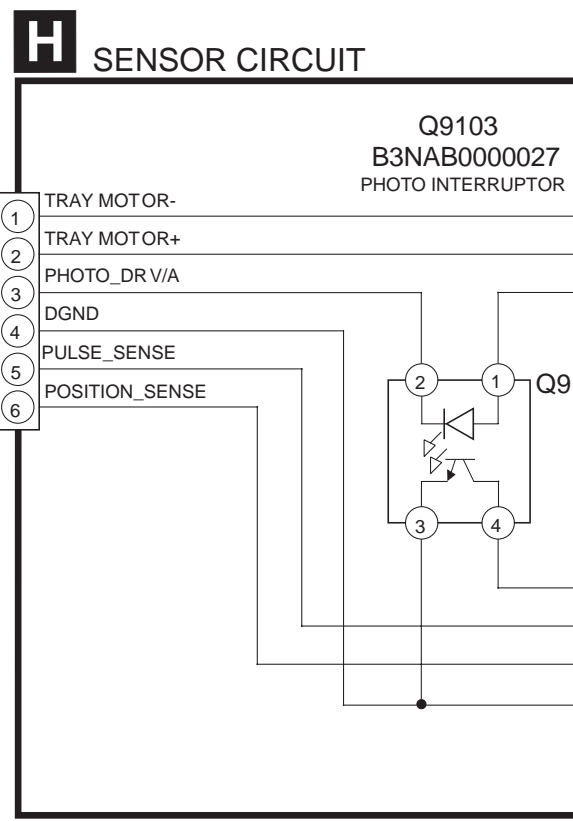 H SENSOR CIRCUIT
Q9103
B3NAB0000027
PHOTO INTERRUPTOR
1 TRAY MOTOR-
2 TRAY MOTOR+
3 PHOTO_DRV/A
4 DGND
5 PULSE_SENSE
6 POSITION_SENSE
2 1 Q9
3 4